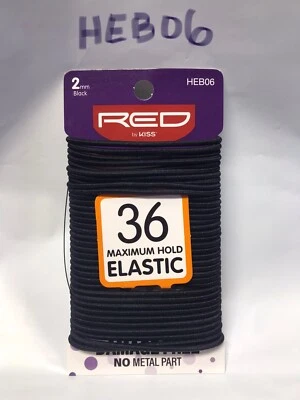 HEB06
2mm
Black
HEB06
RED
by KISS
36
MAXIMUM HOLD
ELASTIC
NO METAL PART